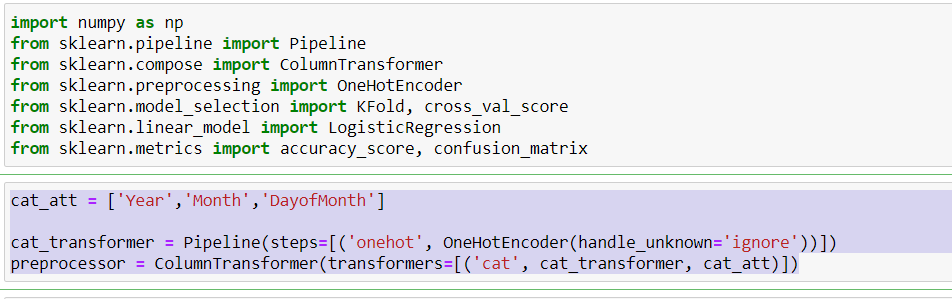 import numpy as np
from sklearn.pipeline import Pipeline
from sklearn.compose import ColumnTransformer
from sklearn.preprocessing import OneHotEncoder
from sklearn.model_selection import KFold, cross_val_score
from sklearn.linear_model import LogisticRegression
from sklearn.metrics import accuracy_score, confusion_matrix
cat_att = ['Year','Month','DayofMonth']
cat_transformer = Pipeline(steps=[('onehot', OneHotEncoder(handle_unknown='ignore'))])
preprocessor = ColumnTransformer(transformers=[('cat', cat_transformer, cat_att)])